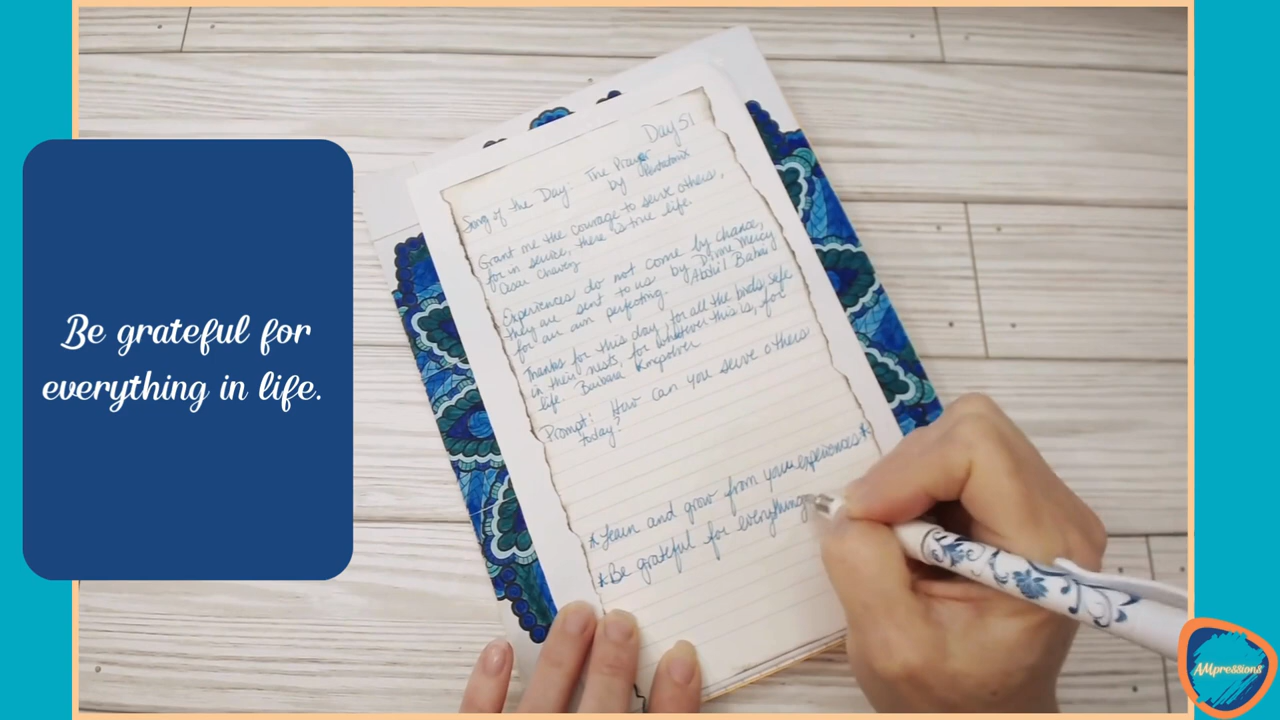 Be grateful for
everything in life.
Day 51
Song of the Day: The Prayer
by Pentatonix
Grant me the courage to serve others,
for in service, there is true life.
Cesar Chavez
Experiences do not come by chance,
they are sent to us by Divine Mercy
for our own perfecting. Abdu'l Baháí
Thanks for this day, for all the birds safe
in their nests, for whatever this is, for
life. Barbara Kingsolver
Prompt: How can you serve others
today?
*Learn and grow from your experiences*
*Be grateful for everything
AMpressions